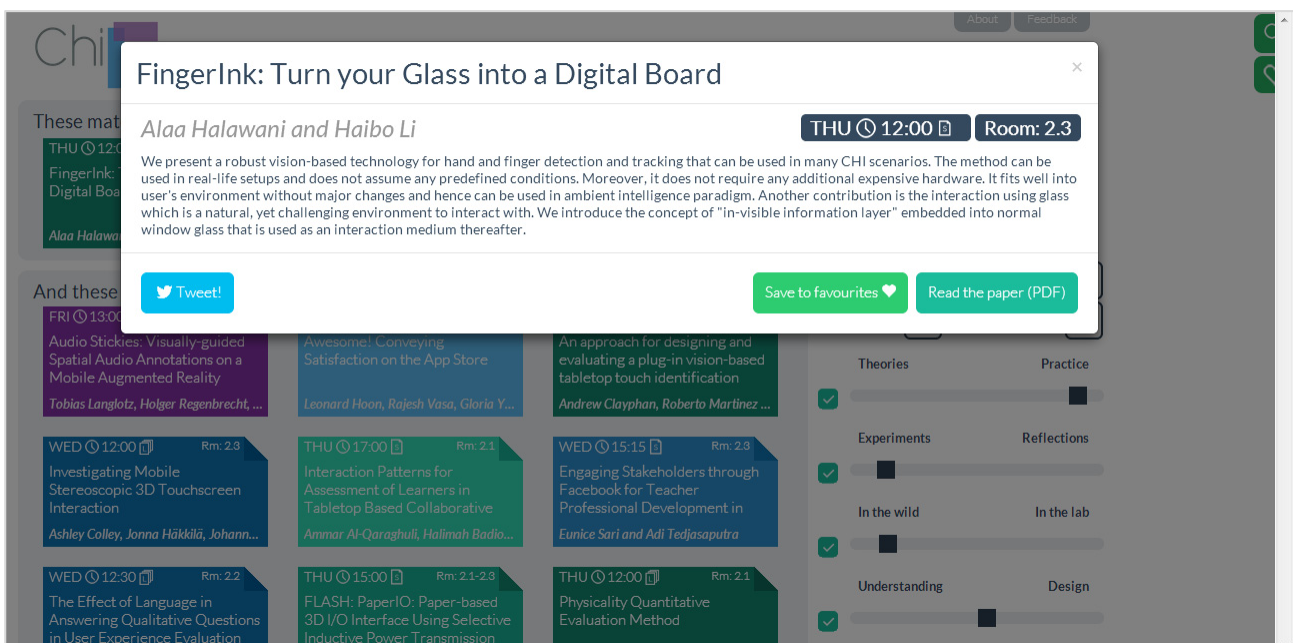 About
Feedback
Chi
FingerInk: Turn your Glass into a Digital Board
×
Alaa Halawani and Haibo Li
THU 12:00 Room: 2.3
We present a robust vision-based technology for hand and finger detection and tracking that can be used in many CHI scenarios. The method can be
used in real-life setups and does not assume any predefined conditions. Moreover, it does not require any additional expensive hardware. It fits well into
user's environment without major changes and hence can be used in ambient intelligence paradigm. Another contribution is the interaction using glass
which is a natural, yet challenging environment to interact with. We introduce the concept of "in-visible information layer" embedded into normal
window glass that is used as an interaction medium thereafter.
Tweet!
Save to favourites
Read the paper (PDF)
These mat
THU 12:0
FingerInk:
Digital Boa
Alaa Halawa
And these
FRI 13:00
Audio Stickies: Visually-guided
Spatial Audio Annotations on a
Mobile Augmented Reality
Tobias Langlotz, Holger Regenbrecht, ...
Awesome! Conveying
Satisfaction on the App Store
Leonard Hoon, Rajesh Vasa, Gloria Y...
An approach for designing and
evaluating a plug-in vision-based
tabletop touch identification
Andrew Clayphan, Roberto Martinez ...
WED 12:00 Rm: 2.3
Investigating Mobile
Stereoscopic 3D Touchscreen
Interaction
Ashley Colley, Jonna Häkkilä, Johann...
THU 17:00 Rm: 2.1
Interaction Patterns for
Assessment of Learners in
Tabletop Based Collaborative
Ammar Al-Qaraghuli, Halimah Badio...
WED 15:15 Rm: 2.3
Engaging Stakeholders through
Facebook for Teacher
Professional Development in
Eunice Sari and Adi Tedjasaputra
WED 12:30 Rm: 2.2
The Effect of Language in
Answering Qualitative Questions
in User Experience Evaluation
THU 15:00 Rm: 2.1-2.3
FLASH: PaperIO: Paper-based
3D I/O Interface Using Selective
Inductive Power Transmission
THU 12:00 Rm: 2.1
Physicality Quantitative
Evaluation Method
Theories Practice
Experiments Reflections
In the wild In the lab
Understanding Design